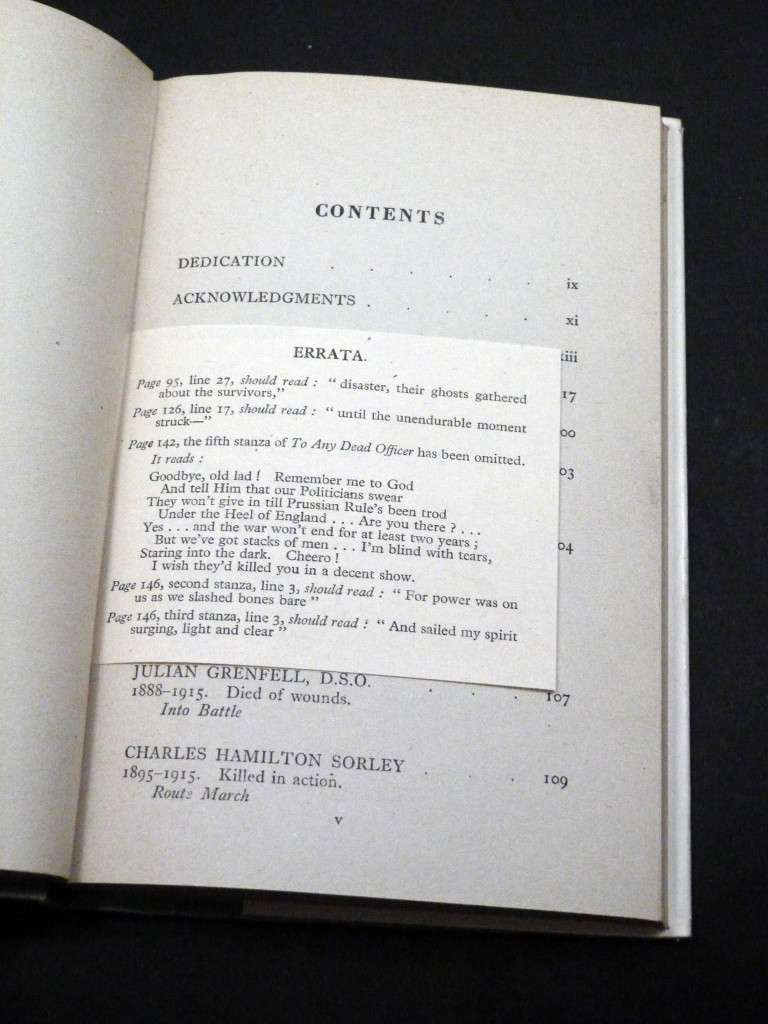 CONTENTS
DEDICATION . . . . . . ix
ACKNOWLEDGMENTS . . . . . xi
xiii
17
03
04
ERRATA.
Page 95, line 27, should read : " disaster, their ghosts gathered
about the survivors,"
Page 126, line 17, should read : " until the unendurable moment
struck—"
Page 142, the fifth stanza of To Any Dead Officer has been omitted.
It reads :
Goodbye, old lad ! Remember me to God
And tell Him that our Politicians swear
They won't give in till Prussian Rule's been trod
Under the Heel of England . . . Are you there ? . . .
Yes . . . and the war won't end for at least two years ;
But we've got stacks of men . . . I'm blind with tears,
Staring into the dark. Cheero !
I wish they'd killed you in a decent show.
Page 146, second stanza, line 3, should read : " For power was on
us as we slashed bones bare "
Page 146, third stanza, line 3, should read : " And sailed my spirit
surging, light and clear "
JULIAN GRENFELL, D.S.O. . . . 107
1888–1915. Died of wounds.
Into Battle
CHARLES HAMILTON SORLEY . . . 109
1895–1915. Killed in action.
Route March
v